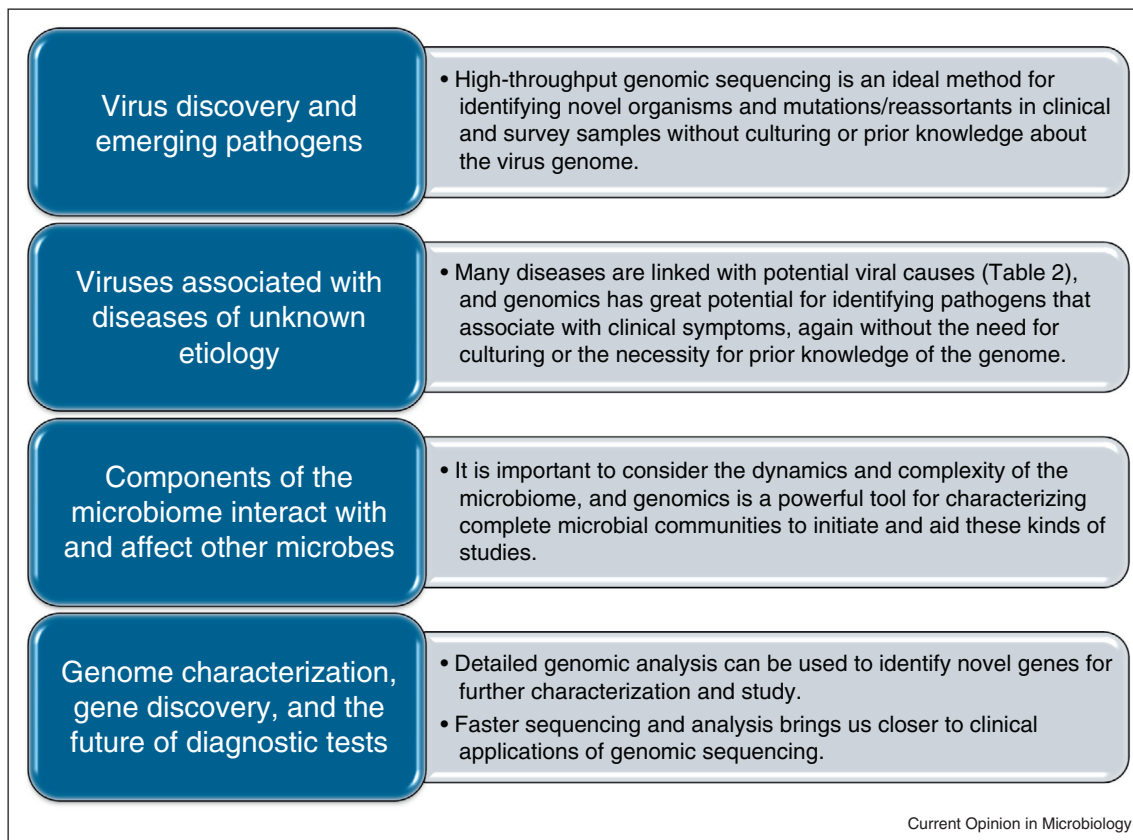 Virus discovery and
emerging pathogens
• High-throughput genomic sequencing is an ideal method for
identifying novel organisms and mutations/reassortants in clinical
and survey samples without culturing or prior knowledge about
the virus genome.
Viruses associated with
diseases of unknown
etiology
• Many diseases are linked with potential viral causes (Table 2),
and genomics has great potential for identifying pathogens that
associate with clinical symptoms, again without the need for
culturing or the necessity for prior knowledge of the genome.
Components of the
microbiome interact with
and affect other microbes
• It is important to consider the dynamics and complexity of the
microbiome, and genomics is a powerful tool for characterizing
complete microbial communities to initiate and aid these kinds of
studies.
Genome characterization,
gene discovery, and the
future of diagnostic tests
• Detailed genomic analysis can be used to identify novel genes for
further characterization and study.
• Faster sequencing and analysis brings us closer to clinical
applications of genomic sequencing.
Current Opinion in Microbiology